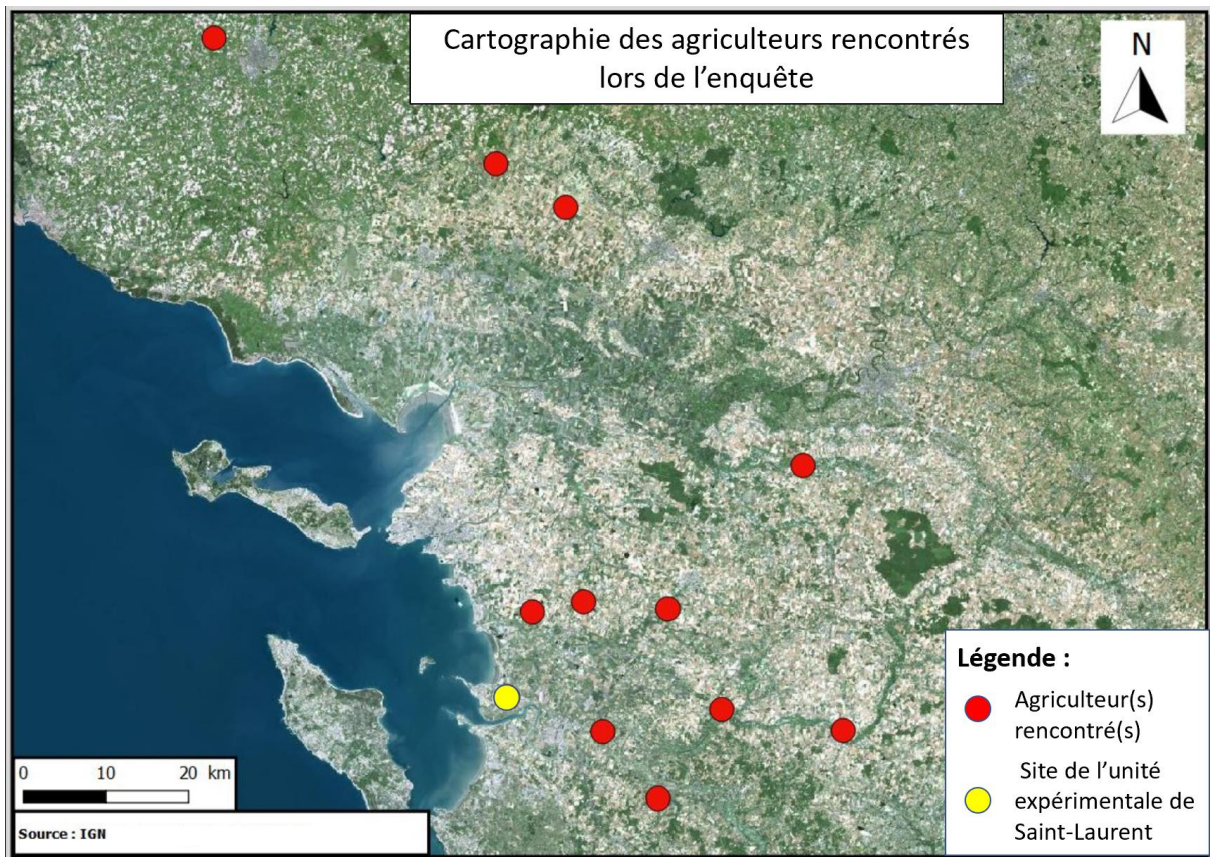 Cartographie des agriculteurs rencontrés
lors de l’enquête
N
Légende :
Agriculteur(s)
rencontré(s)
Site de l’unité
expérimentale de
Saint-Laurent
0 10 20 km
Source : IGN